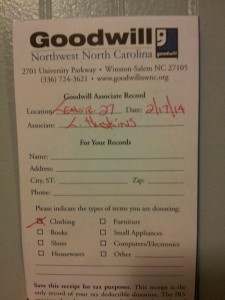 Goodwill
Northwest North Carolina
2701 University Parkway • Winston-Salem NC 27105
(336) 724-3621 • www.goodwillnwnc.org
Goodwill Associate Record
Location: Lenoir 27 Date: 2/17/14
Associate: L.
For Your Records
Name:
Address:
City, ST: Zip:
Phone:
Please indicate the types of items you are donating:
Clothing Furniture
Books Small Appliances
Shoes Computers/Electronics
Housewares Other
Save this receipt for tax purposes. This receipt is the
only record of your tax deductible donation. The IRS